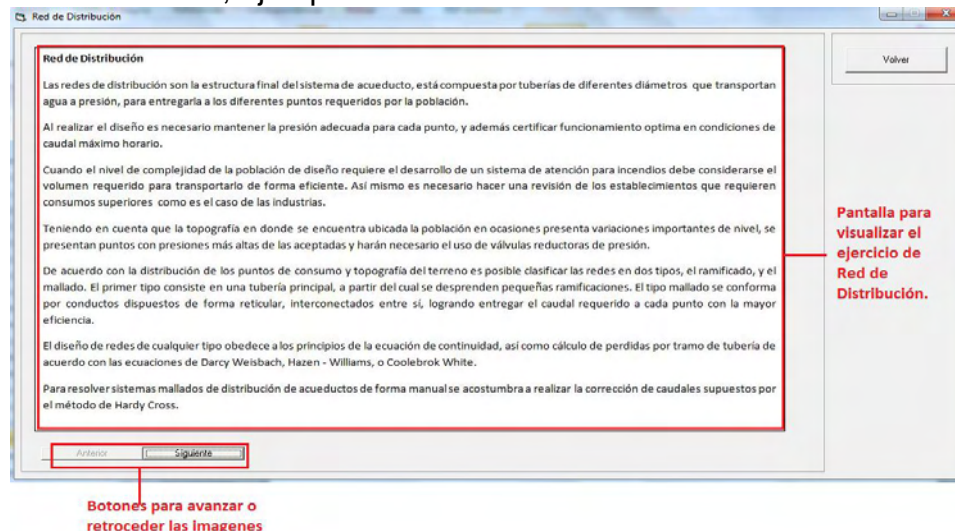 Red de Distribución
Red de Distribución
Volver
Las redes de distribución son la estructura final del sistema de acueducto, está compuesta por tuberías de diferentes diámetros que transportan
agua a presión, para entregarla a los diferentes puntos requeridos por la población.
Al realizar el diseño es necesario mantener la presión adecuada para cada punto, y además certificar funcionamiento optima en condiciones de
caudal máximo horario.
Cuando el nivel de complejidad de la población de diseño requiere el desarrollo de un sistema de atención para incendios debe considerarse el
volumen requerido para transportarlo de forma eficiente. Así mismo es necesario hacer una revisión de los establecimientos que requieren
consumos superiores como es el caso de las industrias.
Teniendo en cuenta que la topografía en donde se encuentra ubicada la población en ocasiones presenta variaciones importantes de nivel, se
presentan puntos con presiones más altas de las aceptadas y harán necesario el uso de válvulas reductoras de presión.
De acuerdo con la distribución de los puntos de consumo y topografía del terreno es posible clasificar las redes en dos tipos, el ramificado, y el
mallado. El primer tipo consiste en una tubería principal, a partir del cual se desprenden pequeñas ramificaciones. El tipo mallado se conforma
por conductos dispuestos de forma reticular, interconectados entre sí, logrando entregar el caudal requerido a cada punto con la mayor
eficiencia.
El diseño de redes de cualquier tipo obedece a los principios de la ecuación de continuidad, así como cálculo de perdidas por tramo de tubería de
acuerdo con las ecuaciones de Darcy Weisbach, Hazen - Williams, o Coolebrok White.
Para resolver sistemas mallados de distribución de acueductos de forma manual se acostumbra a realizar la corrección de caudales supuestos por
el método de Hardy Cross.
Pantalla para
visualizar el
ejercicio de
Red de
Distribución.
Anterior
Siguiente
Botones para avanzar o
retroceder las imagenes